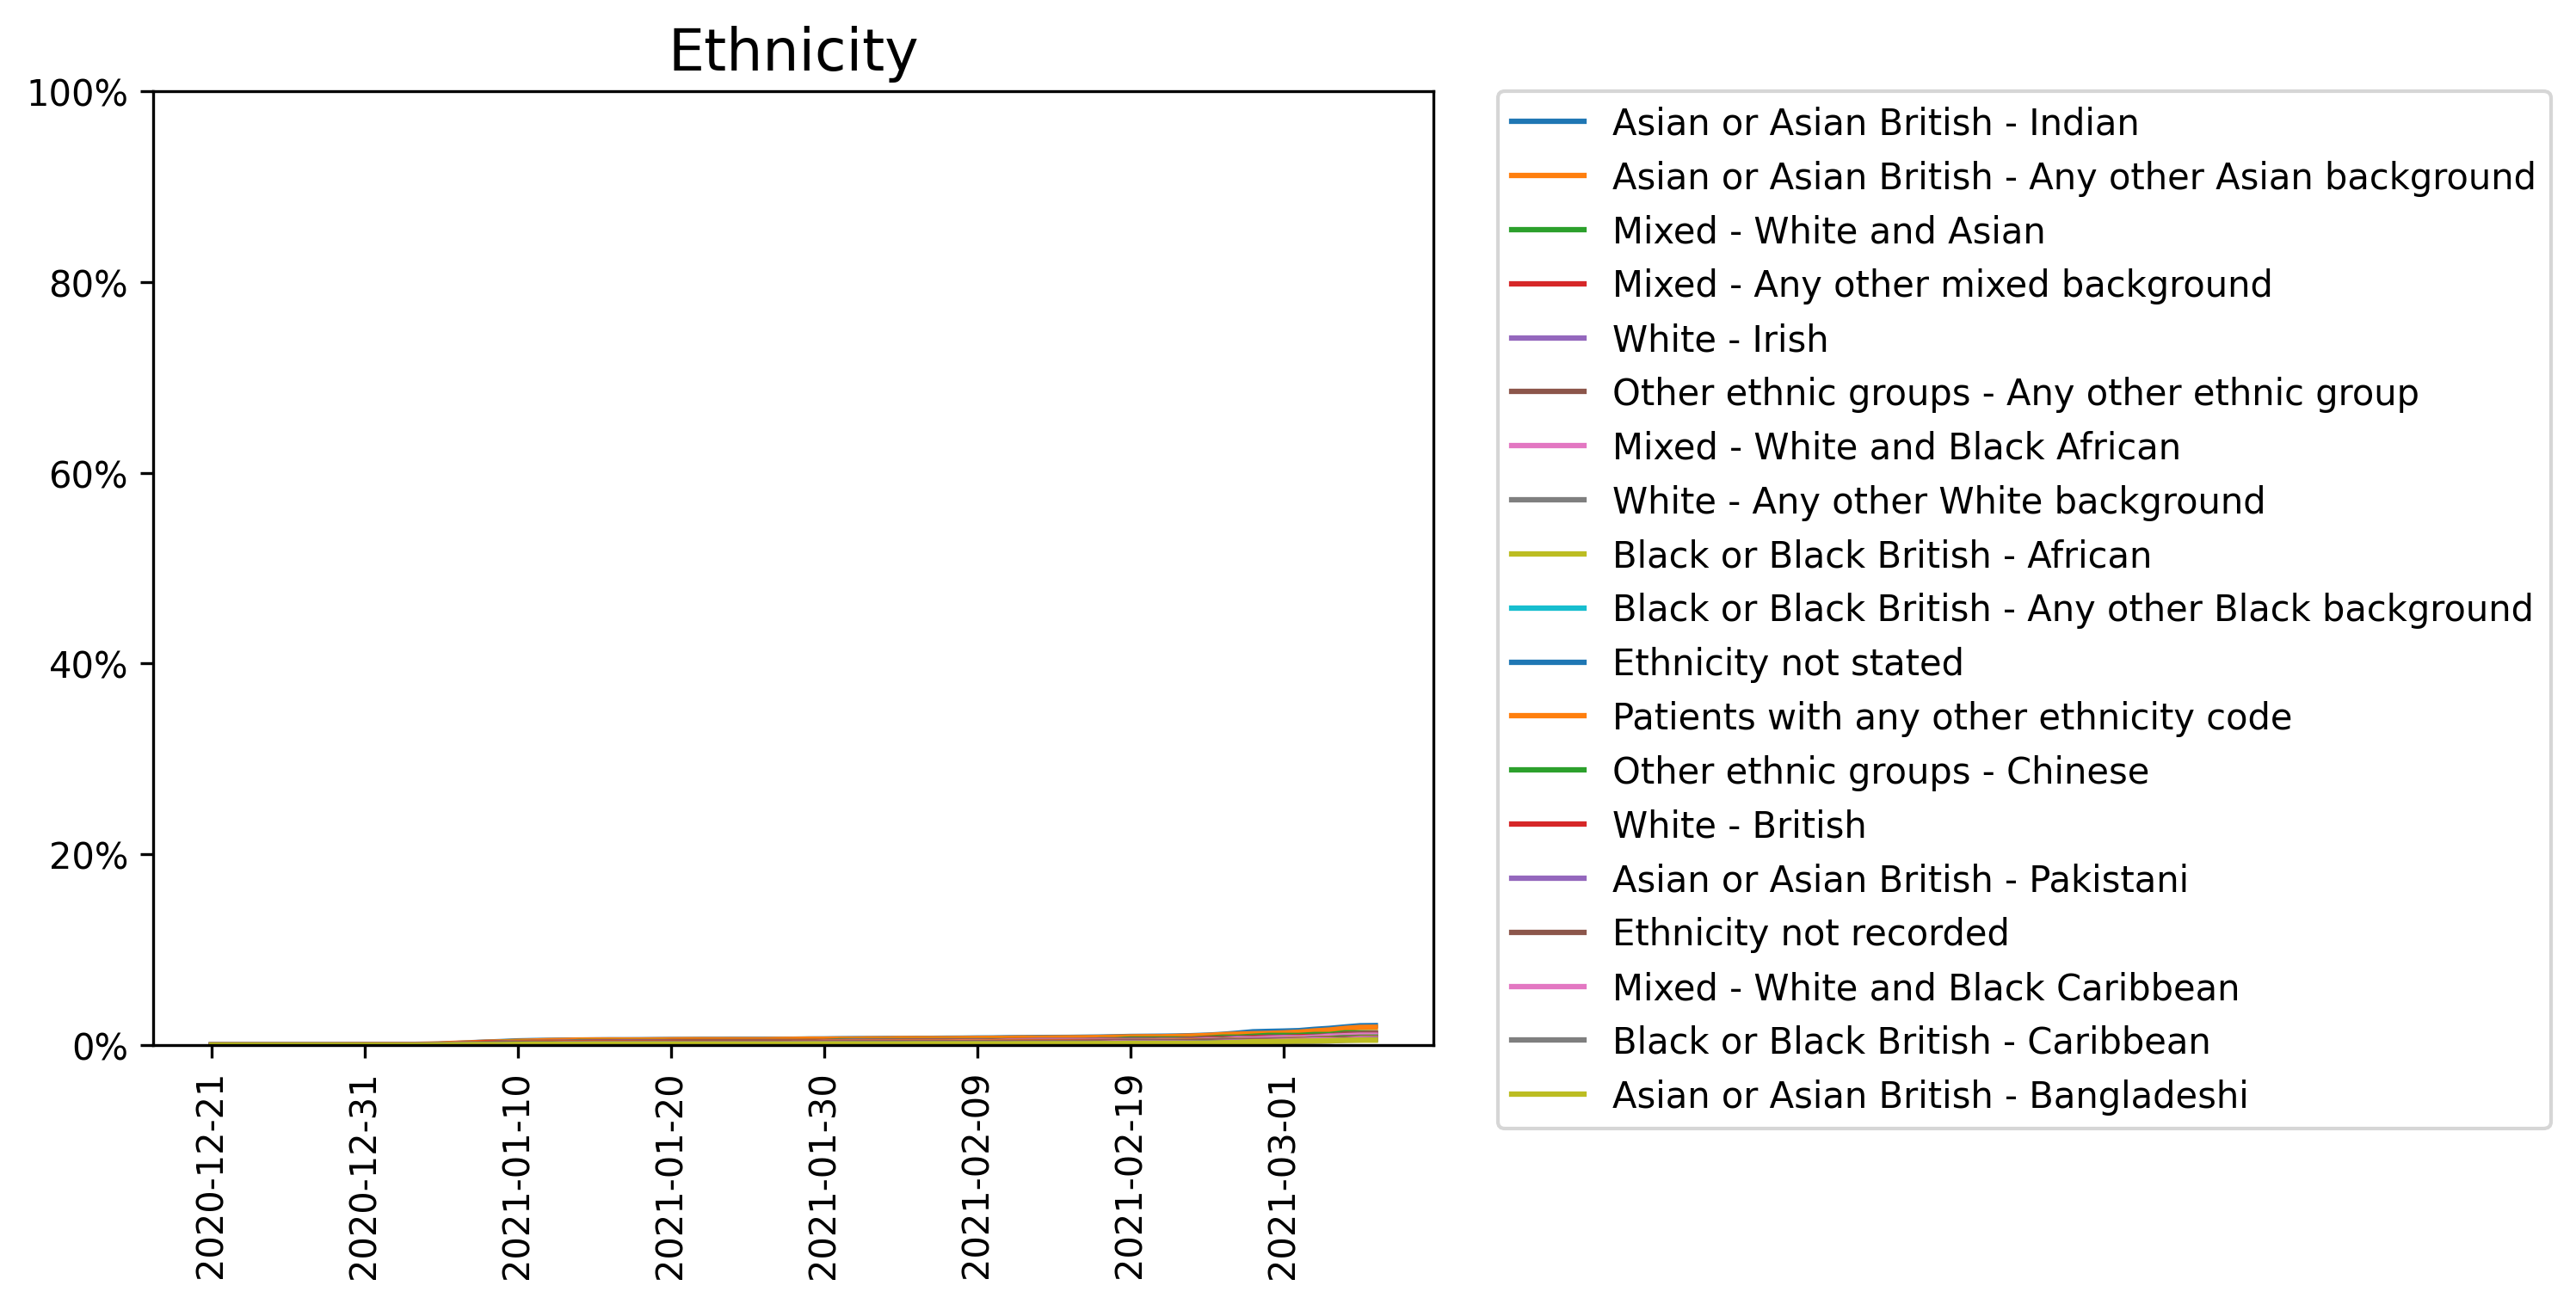 Ethnicity
100%
80%
60%
40%
20%
0%
2020-12-21
2020-12-31
2021-01-10
2021-01-20
2021-01-30
2021-02-09
2021-02-19
2021-03-01
Asian or Asian British - Indian
Asian or Asian British - Any other Asian background
Mixed - White and Asian
Mixed - Any other mixed background
White - Irish
Other ethnic groups - Any other ethnic group
Mixed - White and Black African
White - Any other White background
Black or Black British - African
Black or Black British - Any other Black background
Ethnicity not stated
Patients with any other ethnicity code
Other ethnic groups - Chinese
White - British
Asian or Asian British - Pakistani
Ethnicity not recorded
Mixed - White and Black Caribbean
Black or Black British - Caribbean
Asian or Asian British - Bangladeshi